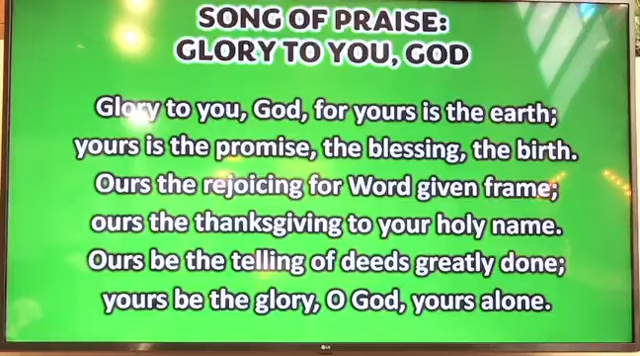 SONG OF PRAISE:
GLORY TO YOU, GOD
Glory to you, God, for yours is the earth;
yours is the promise, the blessing, the birth.
Ours the rejoicing for Word given frame;
ours the thanksgiving to your holy name.
Ours be the telling of deeds greatly done;
yours be the glory, O God, yours alone.
LG